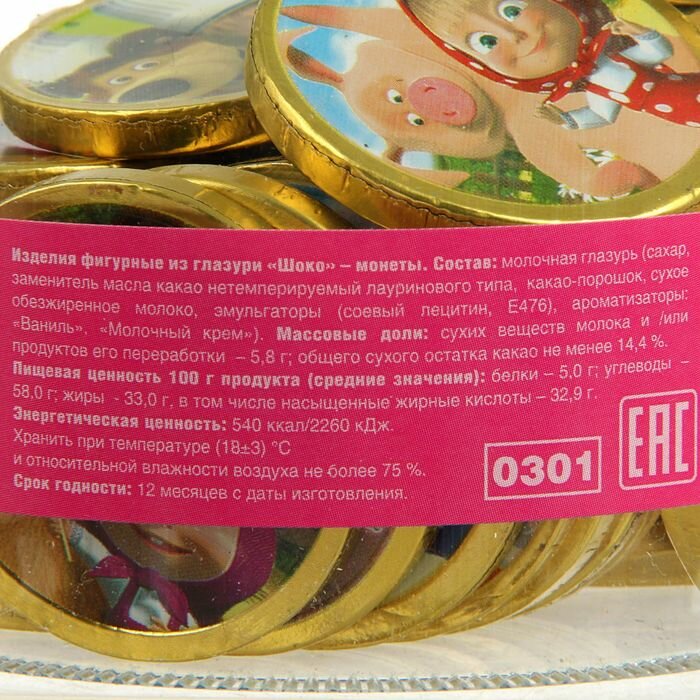 Изделия фигурные из глазури «Шоко» – монеты. Состав: молочная глазурь (сахар,
заменитель масла какао нетемперируемый лауринового типа, какао-порошок, сухое
обезжиренное молоко, эмульгаторы (соевый лецитин, Е476), ароматизаторы:
«Ваниль», «Молочный крем»). Массовые доли: сухих веществ молока и /или
продуктов его переработки – 5,8 г; общего сухого остатка какао не менее 14,4 %.
Пищевая ценность 100 г продукта (средние значения): белки – 5,0 г; углеводы –
58,0 г; жиры - 33,0 г, в том числе насыщенные жирные кислоты – 32,9 г.
Энергетическая ценность: 540 ккал/2260 кДж.
Хранить при температуре (18±3) °С
и относительной влажности воздуха не более 75 %.
Срок годности: 12 месяцев с даты изготовления.
0301
ЕАС